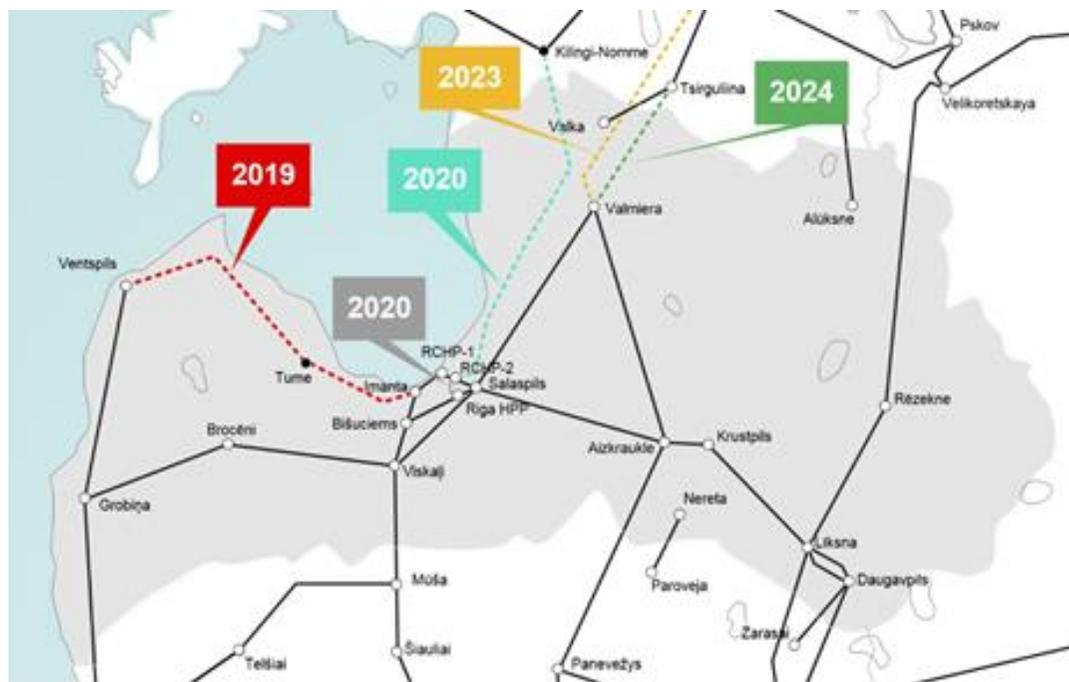 Pskov
Kilingi-Nomme
2023
Tsirguliina
2024
Velikoretskaya
Valka
2019
2020
Valmiera
Alūksne
Ventspils
2020
RCHP-1
RCHP-2
Tume
Imanta
Salaspils
Rīga HPP
Rēzekne
Bišuciems
Brocēni
Aizkraukle
Krustpils
Viskaļi
Grobiņa
Nereta
Līksna
Mūša
Paroveja
Daugavpils
Zarasai
Telšiai
Šiauliai
Panevežys